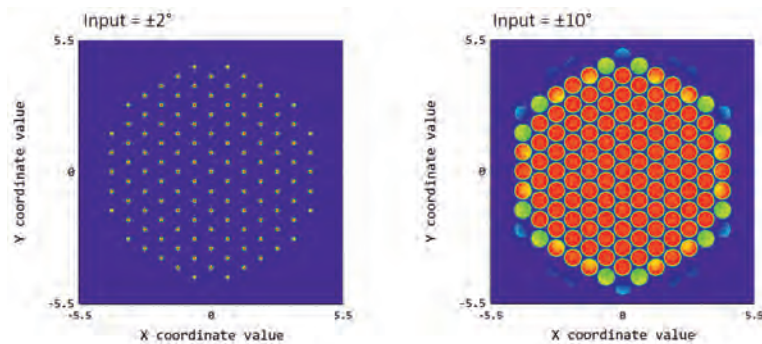 Input = ±2°
5.5
Y coordinate value
0
-5.5
-5.5
0
5.5
X coordinate value
Input = ±10°
5.5
Y coordinate value
0
-5.5
-5.5
0
5.5
X coordinate value